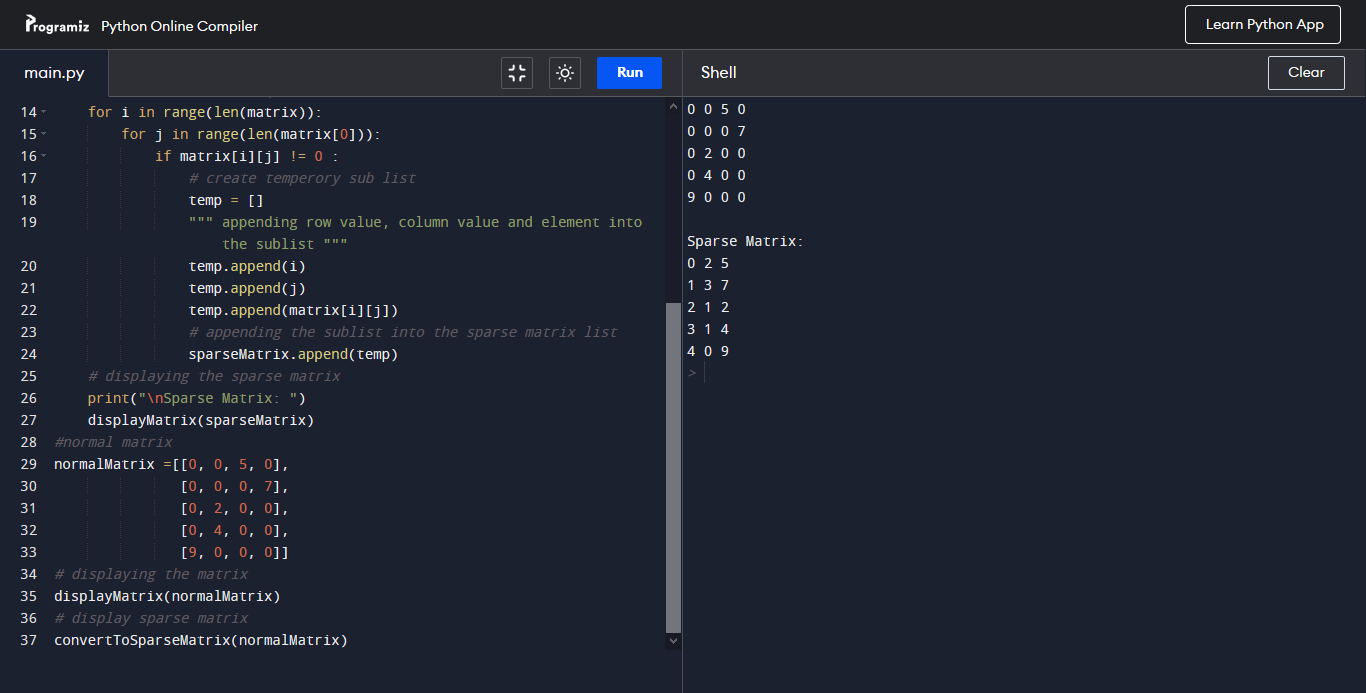 Programiz Python Online Compiler
Learn Python App
main.py
Run
Shell
Clear
14 for i in range(len(matrix)):
15 for j in range(len(matrix[0])):
16 if matrix[i][j] != 0 :
17 # create temperory sub list
18 temp = []
19 """ appending row value, column value and element into
the sublist """
20 temp.append(i)
21 temp.append(j)
22 temp.append(matrix[i][j])
23 # appending the sublist into the sparse matrix list
24 sparseMatrix.append(temp)
25 # displaying the sparse matrix
26 print("\nSparse Matrix: ")
27 displayMatrix(sparseMatrix)
28 #normal matrix
29 normalMatrix =[[0, 0, 5, 0],
30 [0, 0, 0, 7],
31 [0, 2, 0, 0],
32 [0, 4, 0, 0],
33 [9, 0, 0, 0]]
34 # displaying the matrix
35 displayMatrix(normalMatrix)
36 # display sparse matrix
37 convertToSparseMatrix(normalMatrix)
0 0 5 0
0 0 0 7
0 2 0 0
0 4 0 0
9 0 0 0
Sparse Matrix:
0 2 5
1 3 7
2 1 2
3 1 4
4 0 9
>